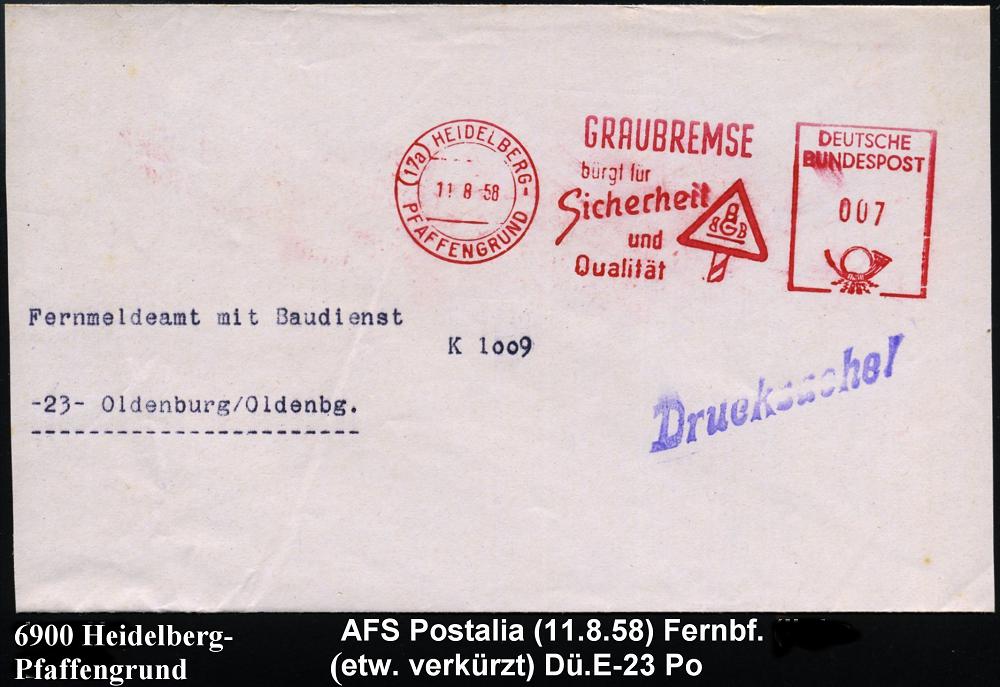 (17a) HEIDELBERG-
PFAFFENGRUND
11 8 58
GRAUBREMSE
bürgt für
Sicherheit
und
Qualität
DEUTSCHE
BUNDESPOST
007
Fernmeldeamt mit Baudienst
K 1oo9
-23- Oldenburg/Oldenbg.
Drucksache!
6900 Heidelberg-
Pfaffengrund
AFS Postalia (11.8.58) Fernbf.
(etw. verkürzt) Dü.E-23 Po